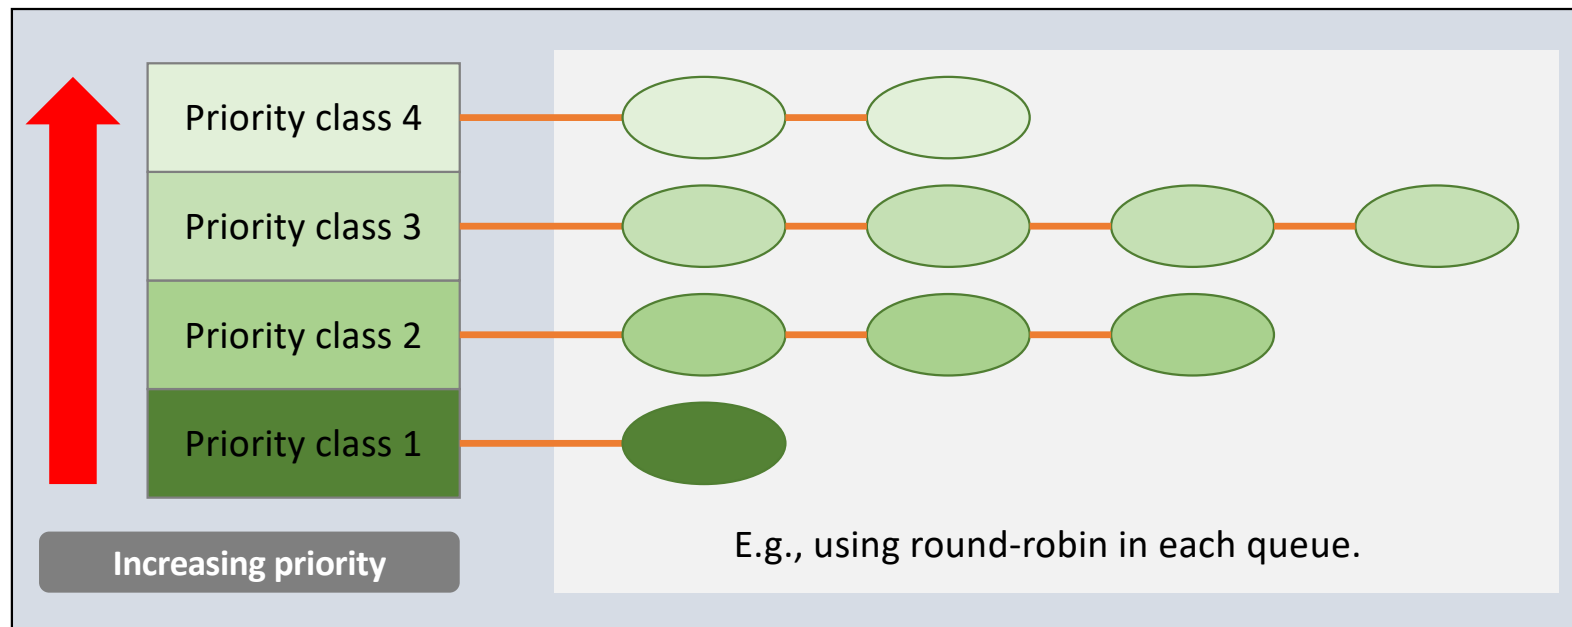 Priority class 4
Priority class 3
Priority class 2
Priority class 1
Increasing priority
E.g., using round-robin in each queue.